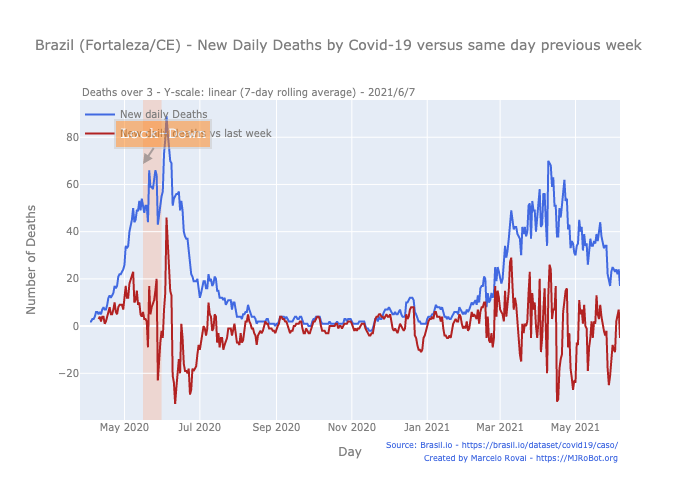 Brazil (Fortaleza/CE) - New Daily Deaths by Covid-19 versus same day previous week
Deaths over 3 - Y-scale: linear (7-day rolling average) - 2021/6/7
New daily Deaths
vs last week
80
60
40
20
0
−20
Number of Deaths
May 2020
Jul 2020
Sep 2020
Nov 2020
Jan 2021
Mar 2021
May 2021
Day
Source: Brasil.io - https://brasil.io/dataset/covid19/caso/
Created by Marcelo Rovai - https://MJRoBot.org